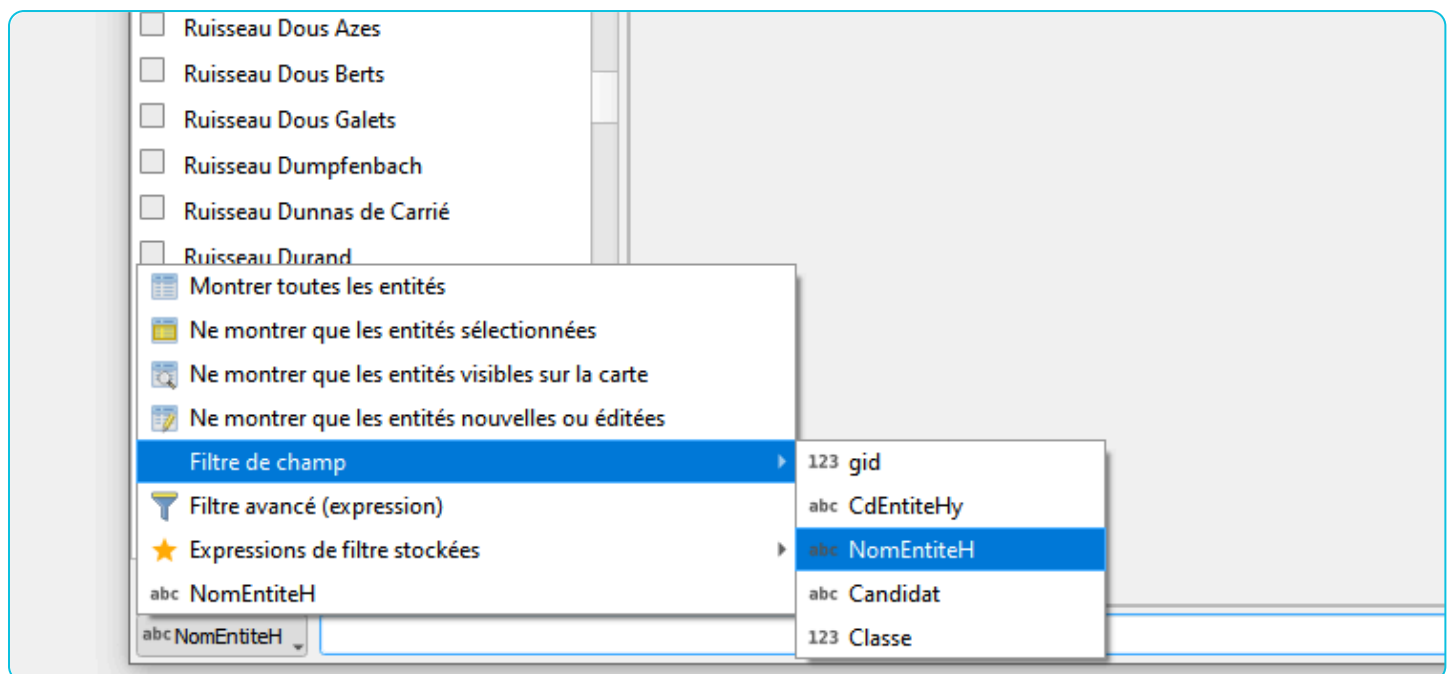 Ruisseau Dous Azes
Ruisseau Dous Berts
Ruisseau Dous Galets
Ruisseau Dumpfenbach
Ruisseau Dunnas de Carrié
Ruisseau Durand
Montrer toutes les entités
Ne montrer que les entités sélectionnées
Ne montrer que les entités visibles sur la carte
Ne montrer que les entités nouvelles ou éditées
Filtre de champ
Filtre avancé (expression)
Expressions de filtre stockées
abc NomEntiteH
123 gid
abc CdEntiteHy
abc NomEntiteH
abc Candidat
123 Classe
abc NomEntiteH